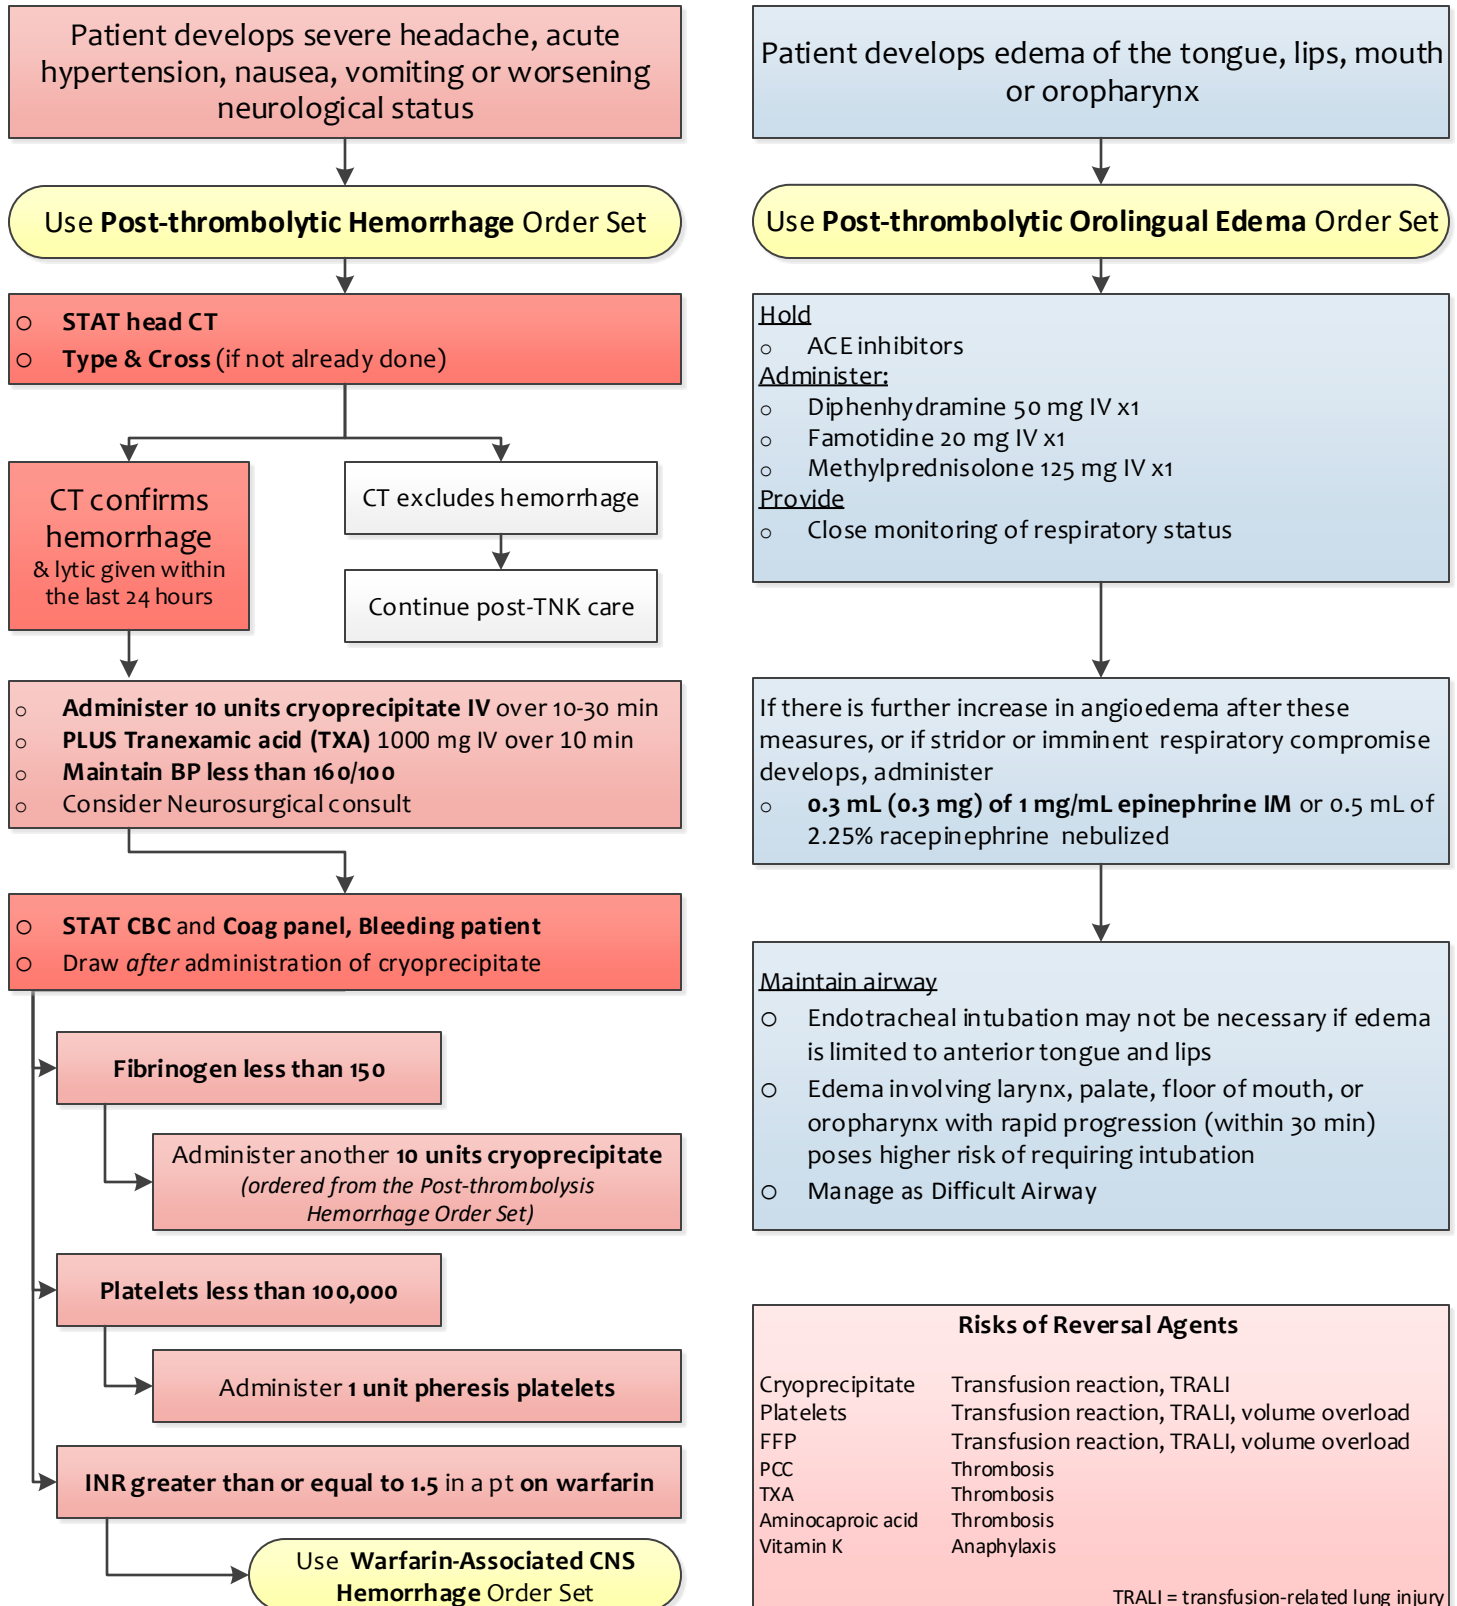 Patient develops severe headache, acute
hypertension, nausea, vomiting or worsening
neurological status
Use Post-thrombolytic Hemorrhage Order Set
○ STAT head CT
○ Type & Cross (if not already done)
CT confirms
hemorrhage
& lytic given within
the last 24 hours
CT excludes hemorrhage
Continue post-TNK care
○ Administer 10 units cryoprecipitate IV over 10-30 min
○ PLUS Tranexamic acid (TXA) 1000 mg IV over 10 min
○ Maintain BP less than 160/100
○ Consider Neurosurgical consult
○ STAT CBC and Coag panel, Bleeding patient
○ Draw after administration of cryoprecipitate
Fibrinogen less than 150
Administer another 10 units cryoprecipitate
(ordered from the Post-thrombolysis
Hemorrhage Order Set)
Platelets less than 100,000
Administer 1 unit pheresis platelets
INR greater than or equal to 1.5 in a pt on warfarin
Use Warfarin-Associated CNS
Hemorrhage Order Set
Patient develops edema of the tongue, lips, mouth
or oropharynx
Use Post-thrombolytic Orolingual Edema Order Set
Hold
○ ACE inhibitors
Administer:
○ Diphenhydramine 50 mg IV x1
○ Famotidine 20 mg IV x1
○ Methylprednisolone 125 mg IV x1
Provide
○ Close monitoring of respiratory status
If there is further increase in angioedema after these
measures, or if stridor or imminent respiratory compromise
develops, administer
○ 0.3 mL (0.3 mg) of 1 mg/mL epinephrine IM or 0.5 mL of
2.25% racepinephrine nebulized
Maintain airway
○ Endotracheal intubation may not be necessary if edema
is limited to anterior tongue and lips
○ Edema involving larynx, palate, floor of mouth, or
oropharynx with rapid progression (within 30 min)
poses higher risk of requiring intubation
○ Manage as Difficult Airway
Risks of Reversal Agents
Cryoprecipitate Transfusion reaction, TRALI
Platelets Transfusion reaction, TRALI, volume overload
FFP Transfusion reaction, TRALI, volume overload
PCC Thrombosis
TXA Thrombosis
Aminocaproic acid Thrombosis
Vitamin K Anaphylaxis
TRALI = transfusion-related lung injury